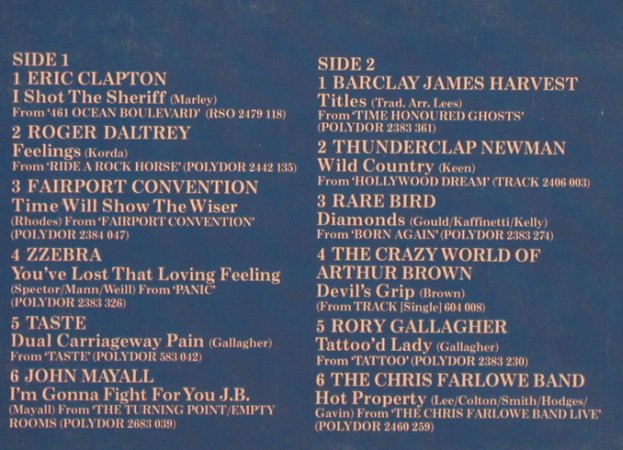 SIDE 1
1 ERIC CLAPTON
I Shot The Sheriff (Marley)
From '461 OCEAN BOULEVARD' (RSO 2479 118)
2 ROGER DALTREY
Feelings (Korda)
From 'RIDE A ROCK HORSE' (POLYDOR 2442 135)
3 FAIRPORT CONVENTION
Time Will Show The Wiser
(Rhodes) From 'FAIRPORT CONVENTION'
(POLYDOR 2384 047)
4 ZZEBRA
You've Lost That Loving Feeling
(Spector/Mann/Weill) From 'PANIC'
(POLYDOR 2383 326)
5 TASTE
Dual Carriageway Pain (Gallagher)
From 'TASTE' (POLYDOR 583 042)
6 JOHN MAYALL
I'm Gonna Fight For You J.B.
(Mayall) From 'THE TURNING POINT/EMPTY
ROOMS (POLYDOR 2683 039)
SIDE 2
1 BARCLAY JAMES HARVEST
Titles (Trad. Arr. Lees)
From 'TIME HONOURED GHOSTS'
(POLYDOR 2383 361)
2 THUNDERCLAP NEWMAN
Wild Country (Keen)
From 'HOLLYWOOD DREAM' (TRACK 2406 003)
3 RARE BIRD
Diamonds (Gould/Kaffinetti/Kelly)
From 'BORN AGAIN' (POLYDOR 2383 274)
4 THE CRAZY WORLD OF
ARTHUR BROWN
Devil's Grip (Brown)
(From TRACK [Single] 604 008)
5 RORY GALLAGHER
Tattoo'd Lady (Gallagher)
From 'TATTOO' (POLYDOR 2383 230)
6 THE CHRIS FARLOWE BAND
Hot Property (Lee/Colton/Smith/Hodges/
Gavin) From 'THE CHRIS FARLOWE BAND LIVE'
(POLYDOR 2460 259)